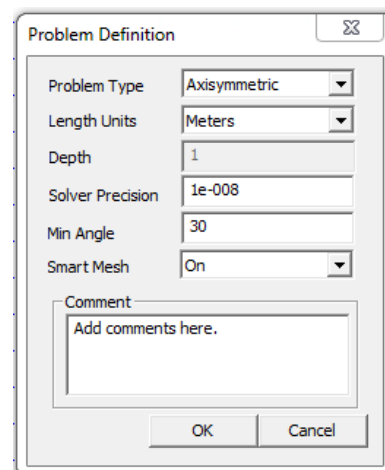 Problem Definition
Problem Type Axisymmetric
Length Units Meters
Depth 1
Solver Precision 1e-008
Min Angle 30
Smart Mesh On
Comment
Add comments here.
OK Cancel